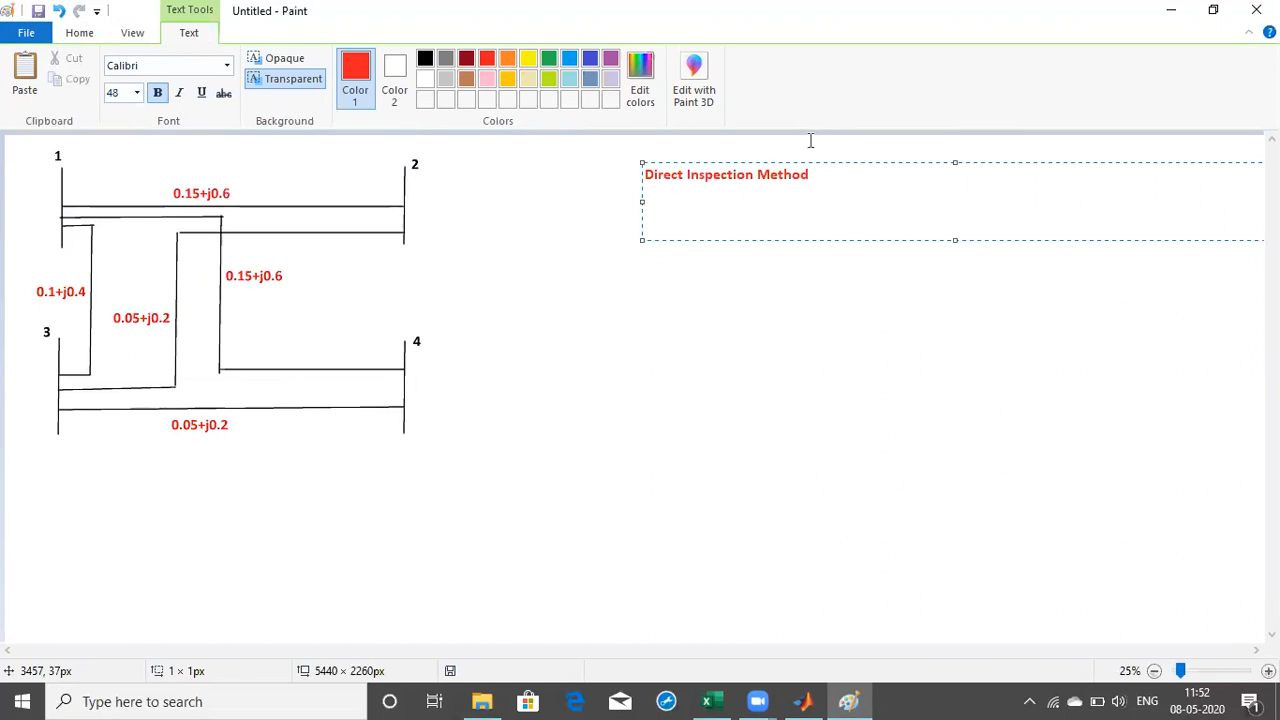 Text Tools
Untitled - Paint
File
Home
View
Text
Paste
Cut
Copy
Calibri
48
B
I
U
abc
Opaque
Transparent
Color
1
Color
2
Edit
colors
Edit with
Paint 3D
Clipboard
Font
Background
Colors
1
2
0.15+j0.6
Direct Inspection Method
0.15+j0.6
0.1+j0.4
0.05+j0.2
3
4
0.05+j0.2
3457, 37px
1 × 1px
5440 × 2260px
25%
Type here to search
ENG
11:52
08-05-2020
1